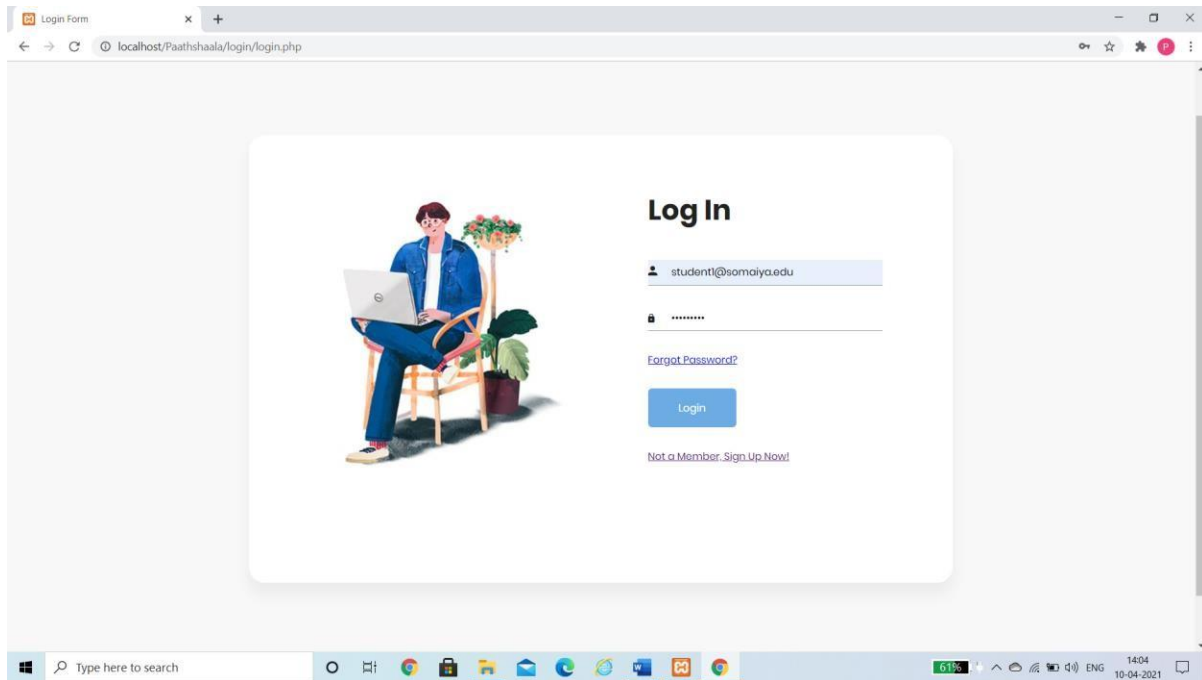 Login Form
localhost/Paathshaala/login/login.php
P
Log In
student1@somaiya.edu
•••••••••
Forgot Password?
Login
Not a Member, Sign Up Now!
Type here to search
61%
ENG
14:04
10-04-2021